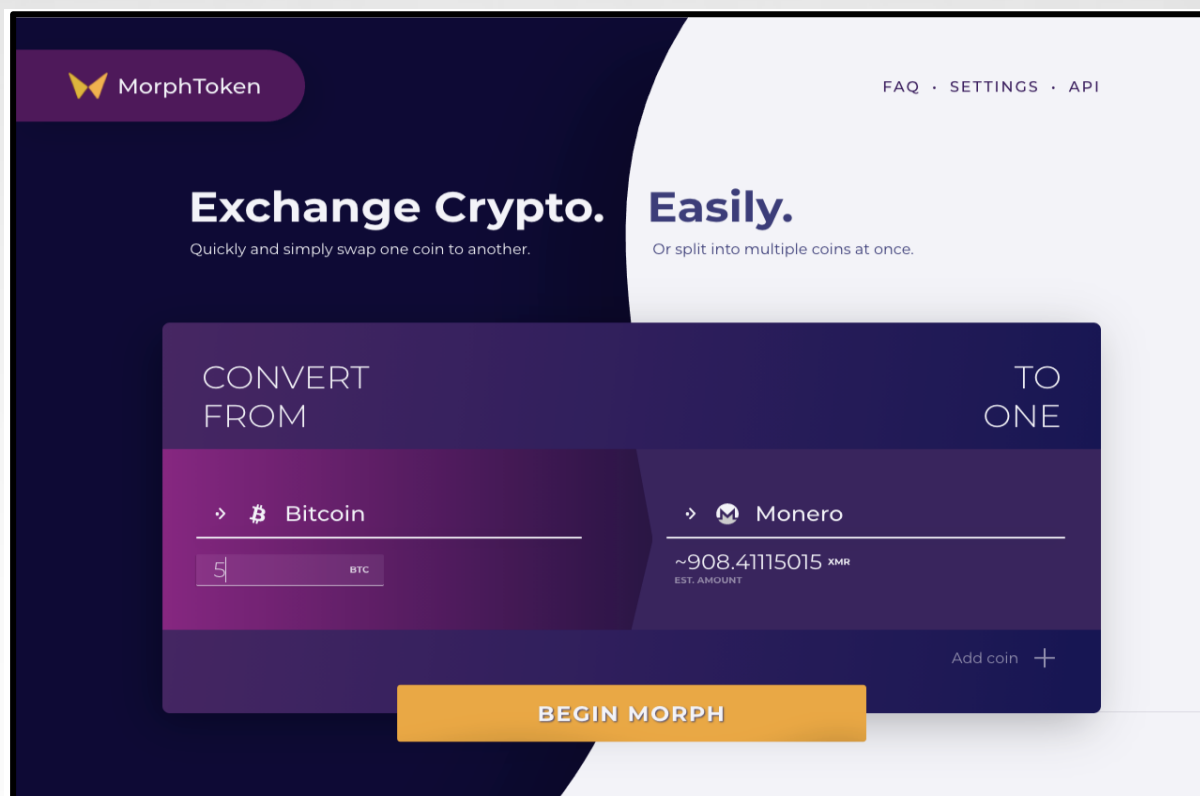 MorphToken
FAQ · SETTINGS · API
Exchange Crypto. Easily.
Quickly and simply swap one coin to another. Or split into multiple coins at once.
CONVERT
FROM
TO
ONE
Bitcoin
5 BTC
Monero
~908.41115015 XMR
EST. AMOUNT
Add coin
BEGIN MORPH